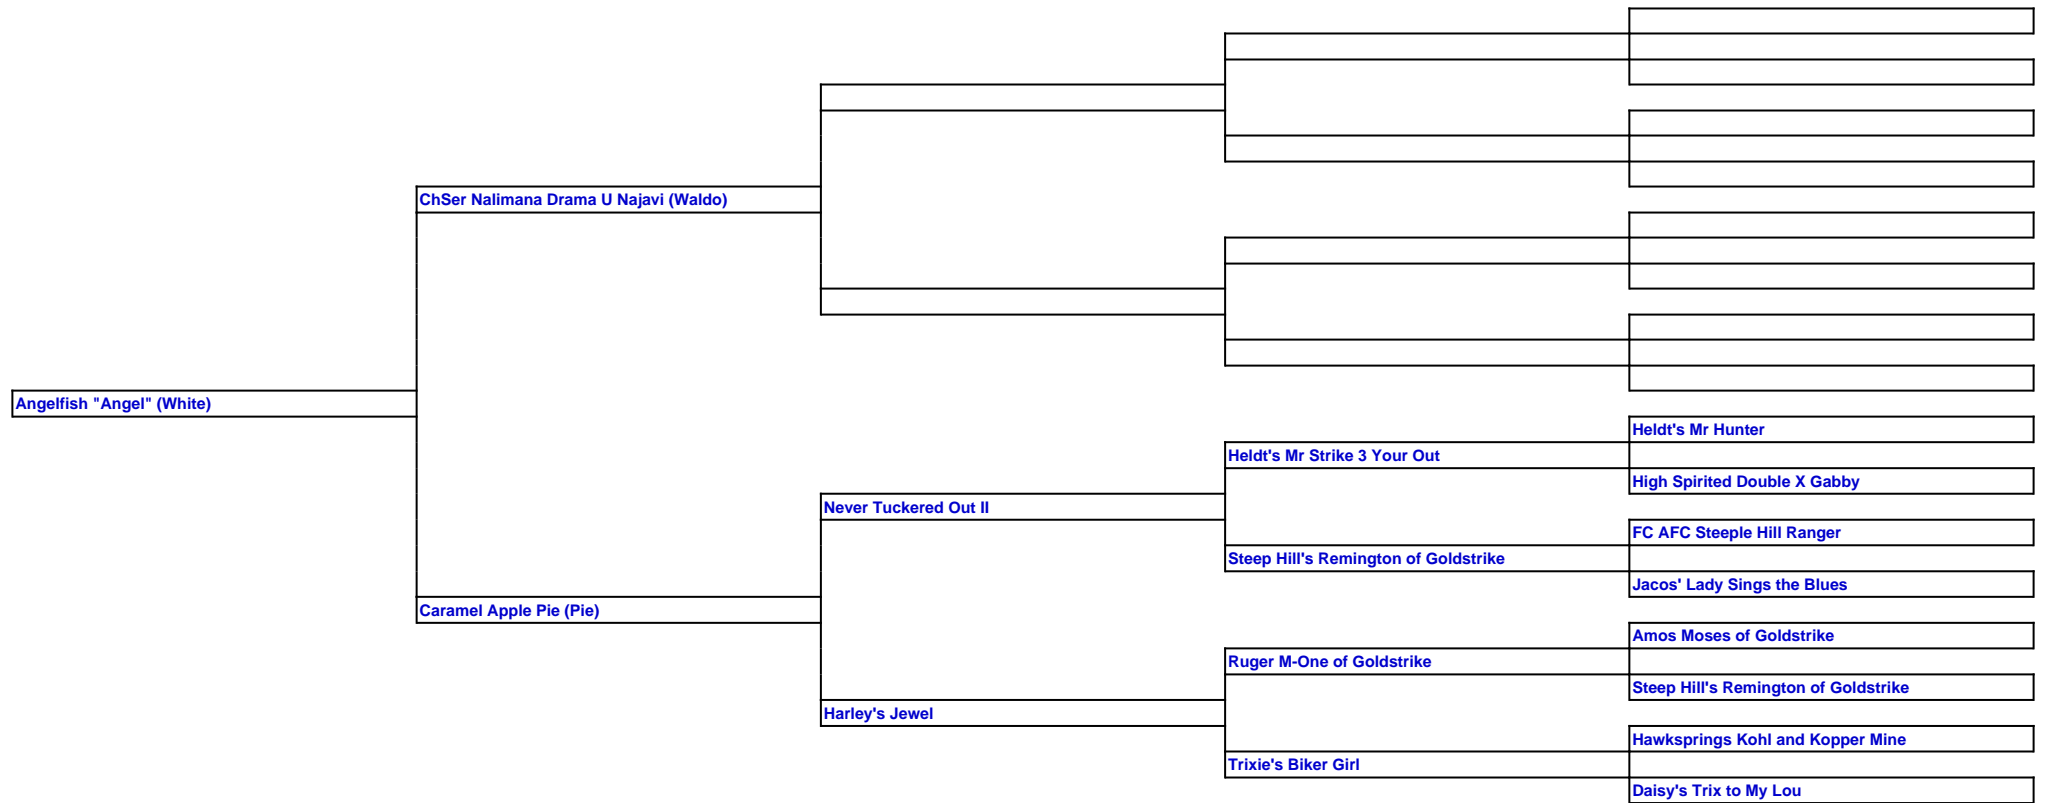 ChSer Nalimana Drama U Najavi (Waldo)
Angelfish "Angel" (White)
Heldt's Mr Hunter
Heldt's Mr Strike 3 Your Out
High Spirited Double X Gabby
Never Tuckered Out II
FC AFC Steeple Hill Ranger
Steep Hill's Remington of Goldstrike
Jacos' Lady Sings the Blues
Caramel Apple Pie (Pie)
Amos Moses of Goldstrike
Ruger M-One of Goldstrike
Steep Hill's Remington of Goldstrike
Harley's Jewel
Hawksprings Kohl and Kopper Mine
Trixie's Biker Girl
Daisy's Trix to My Lou